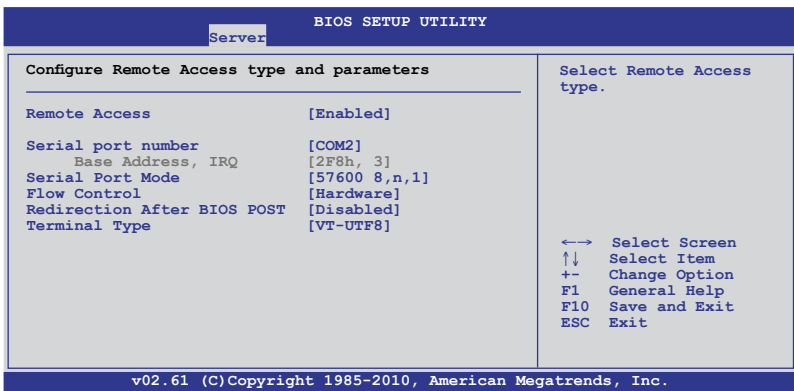 BIOS SETUP UTILITY
Server
Configure Remote Access type and parameters
Remote Access [Enabled]
Serial port number [COM2]
Base Address, IRQ [2F8h, 3]
Serial Port Mode [57600 8,n,1]
Flow Control [Hardware]
Redirection After BIOS POST [Disabled]
Terminal Type [VT-UTF8]
Select Remote Access
type.
←→ Select Screen
↑↓ Select Item
+- Change Option
F1 General Help
F10 Save and Exit
ESC Exit
v02.61 (C)Copyright 1985-2010, American Megatrends, Inc.